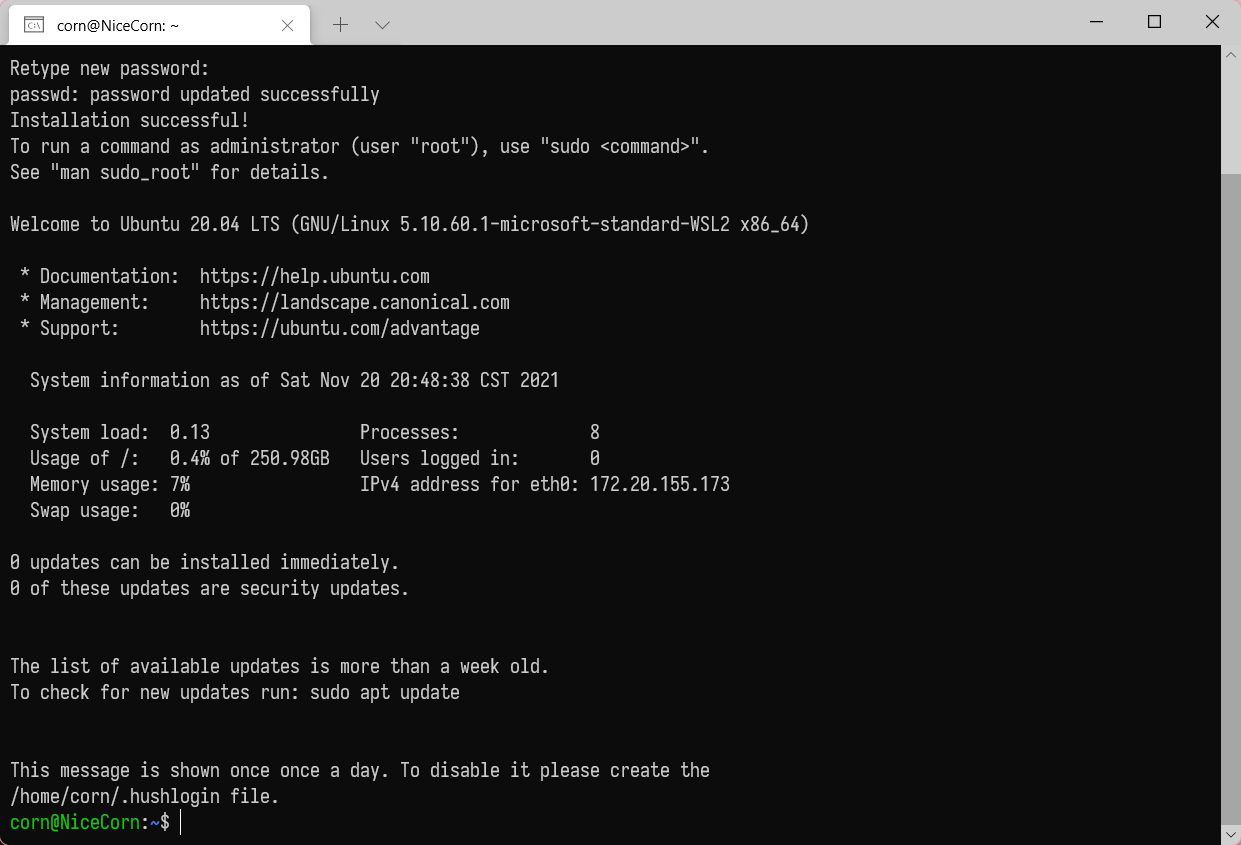 corn@NiceCorn: ~
Retype new password:
passwd: password updated successfully
Installation successful!
To run a command as administrator (user "root"), use "sudo <command>".
See "man sudo_root" for details.
Welcome to Ubuntu 20.04 LTS (GNU/Linux 5.10.60.1-microsoft-standard-WSL2 x86_64)
* Documentation:  https://help.ubuntu.com
* Management:     https://landscape.canonical.com
* Support:        https://ubuntu.com/advantage
System information as of Sat Nov 20 20:48:38 CST 2021
System load:  0.13               Processes:             8
Usage of /:   0.4% of 250.98GB   Users logged in:       0
Memory usage: 7%                 IPv4 address for eth0: 172.20.155.173
Swap usage:   0%
0 updates can be installed immediately.
0 of these updates are security updates.
The list of available updates is more than a week old.
To check for new updates run: sudo apt update
This message is shown once once a day. To disable it please create the
/home/corn/.hushlogin file.
corn@NiceCorn:~$